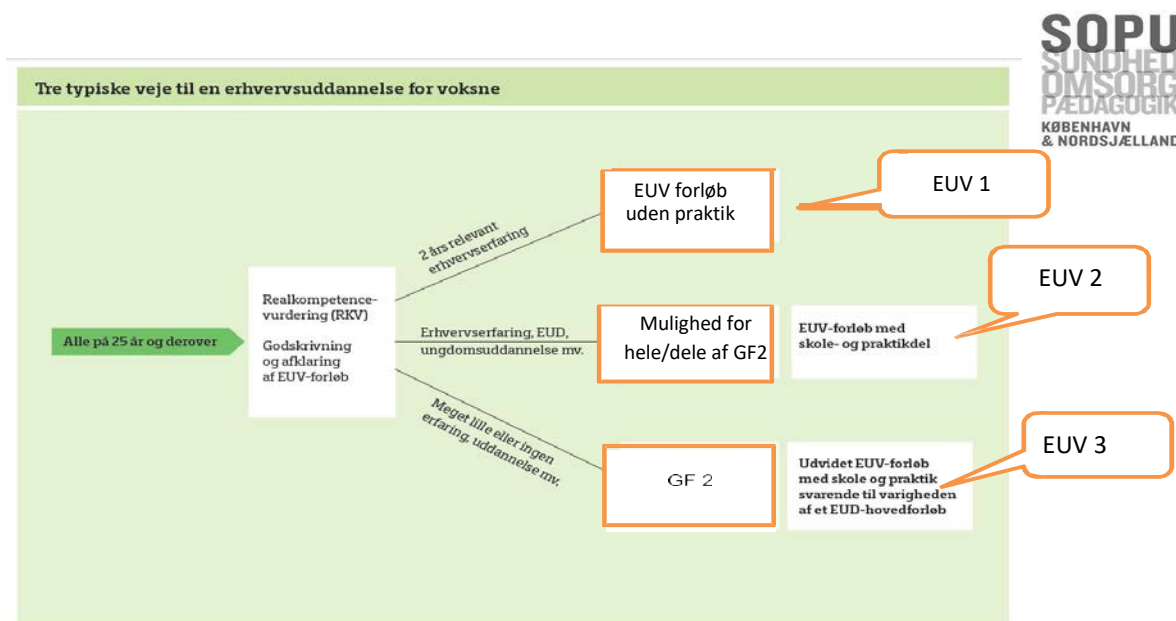 SOPU
SUNDHED
OMSORG
PÆDAGOGIK
KØBENHAVN
& NORDSJÆLLAND
Tre typiske veje til en erhvervsuddannelse for voksne
Alle på 25 år og derover
Realkompetence-
vurdering (RKV)
Godskrivning
og afklaring
af EUV-forløb
2 års relevant
erhvervserfaring
EUV forløb
uden praktik
EUV 1
Erhvervserfaring, EUD,
ungdomsuddannelse mv.
Mulighed for
hele/dele af GF2
EUV-forløb med
skole- og praktikdel
EUV 2
Meget lille eller ingen
erfaring, uddannelse mv.
GF 2
Udvidet EUV-forløb
med skole og praktik
svarende til varigheden
af et EUD-hovedforløb
EUV 3